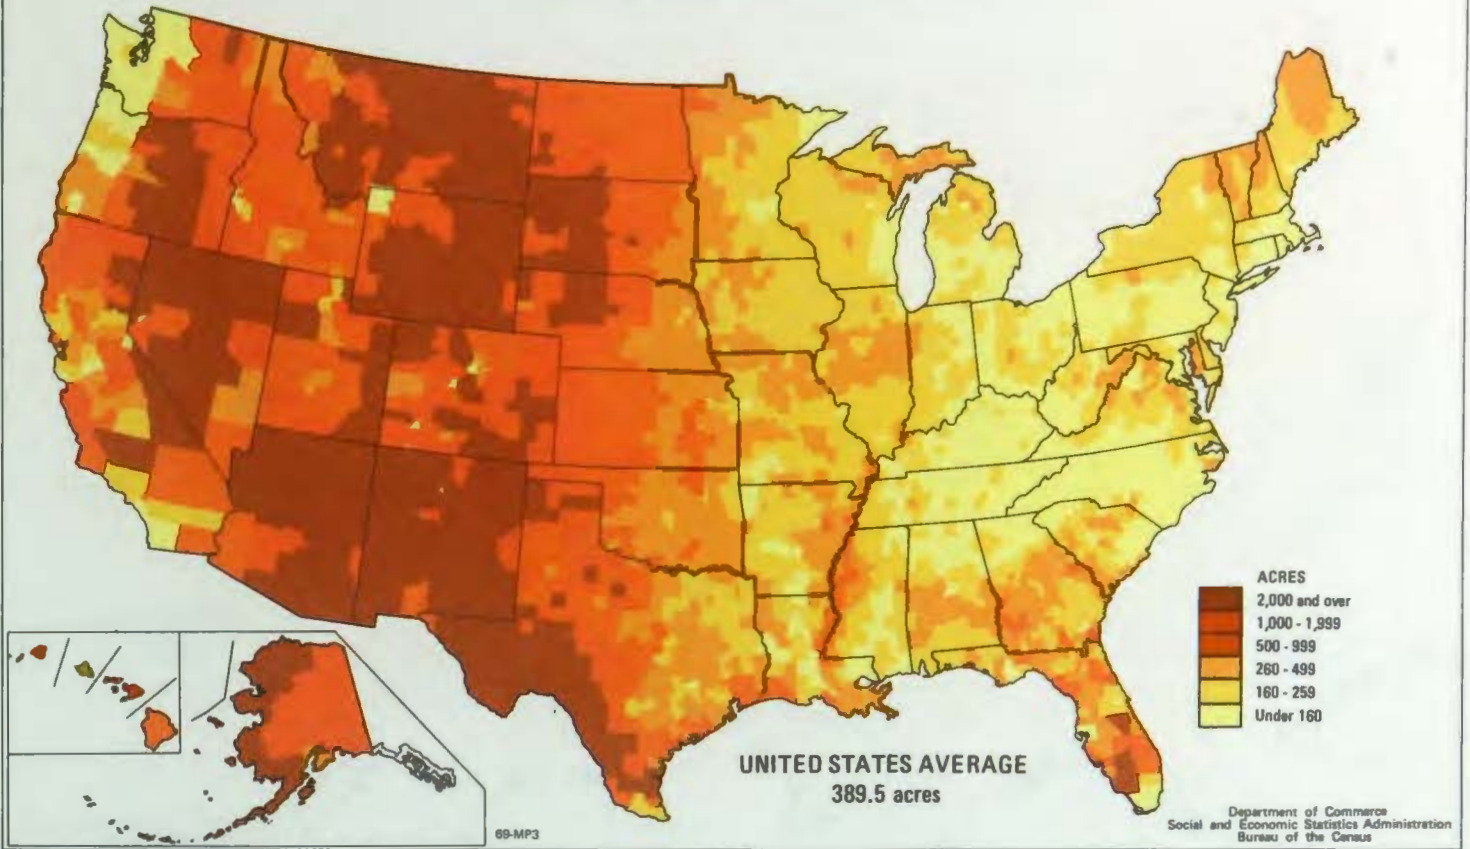 ACRES
2,000 and over
1,000 - 1,999
500 - 999
260 - 499
160 - 259
Under 160
UNITED STATES AVERAGE
389.5 acres
69-MP3
Department of Commerce
Social and Economic Statistics Administration
Bureau of the Census